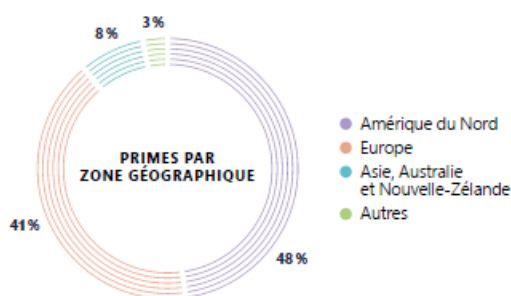 3 %
8 %
PRIMES PAR
ZONE GÉOGRAPHIQUE
41 %
48 %
Amérique du Nord
Europe
Asie, Australie
et Nouvelle-Zélande
Autres